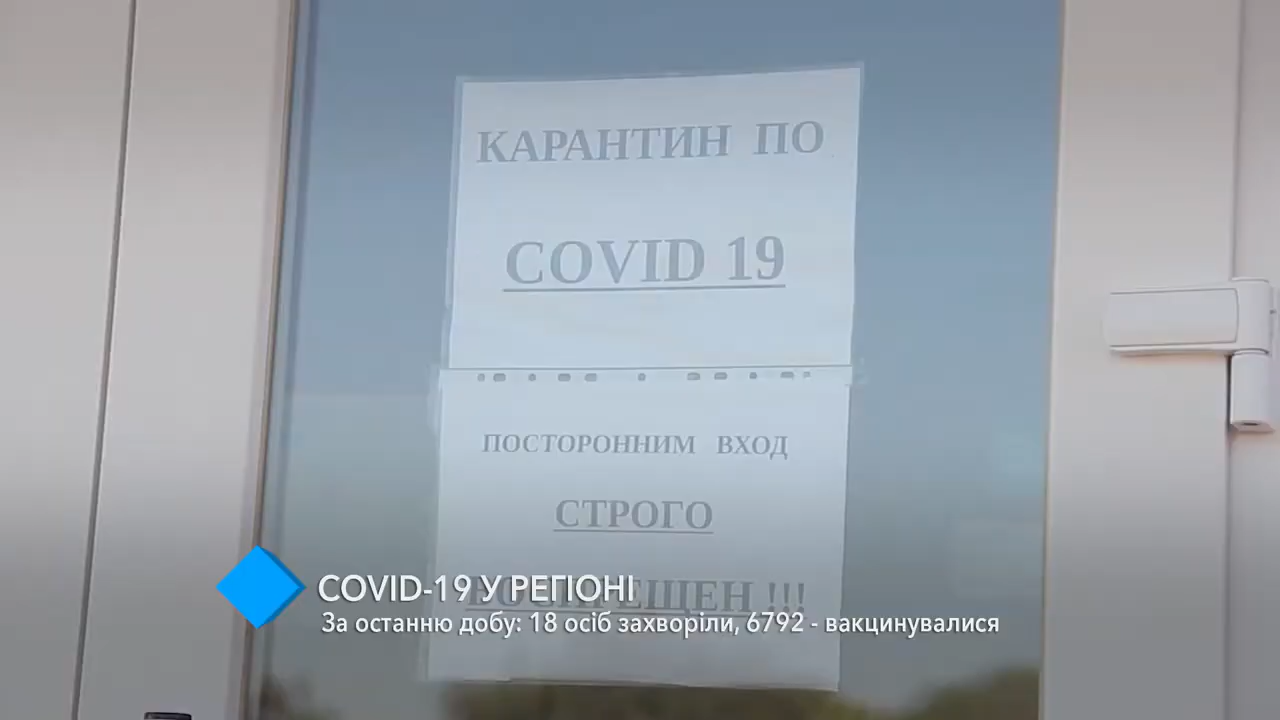 КАРАНТИН ПО
COVID 19
ПОСТОРОННИМ ВХОД
СТРОГО
COVID-19 У РЕГІОНІ
За останню добу: 18 осіб захворіли, 6792 - вакцинувалися